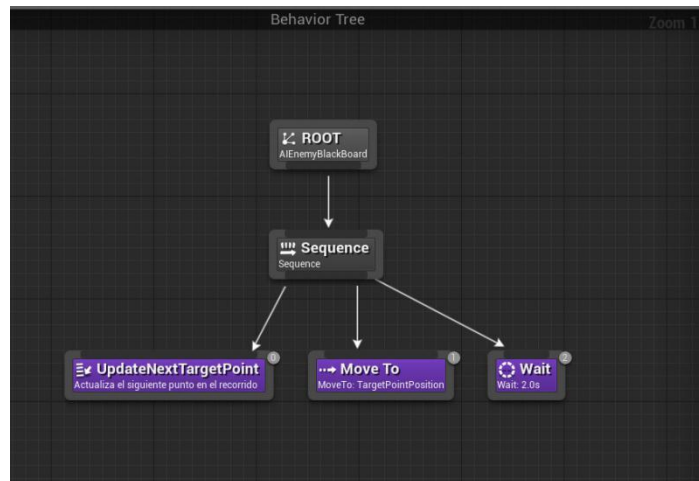 Behavior Tree
Zoom 1
ROOT
AIEnemyBlackBoard
Sequence
Sequence
0
1
2
UpdateNextTargetPoint
Actualiza el siguiente punto en el recorrido
Move To
MoveTo: TargetPointPosition
Wait
Wait: 2.0s